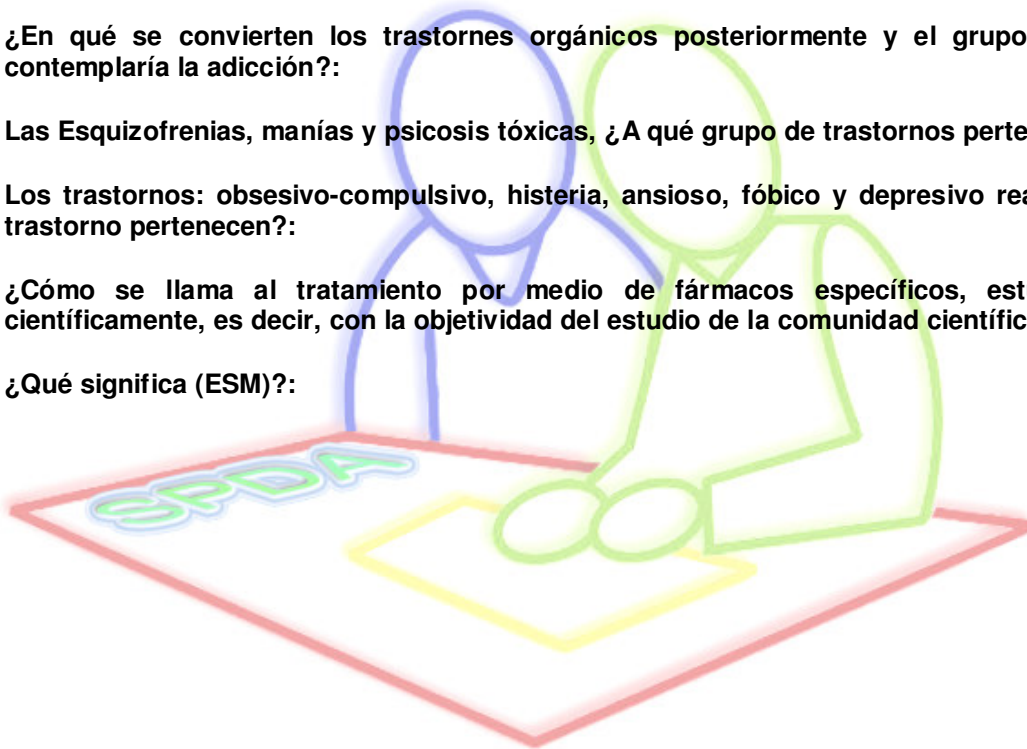 ¿En qué se convierten los trastornes orgánicos posteriormente y el grupo
contemplaría la adicción?:
Las Esquizofrenias, manías y psicosis tóxicas, ¿A qué grupo de trastornos perte
Los trastornos: obsesivo-compulsivo, histeria, ansioso, fóbico y depresivo rea
trastorno pertenecen?:
¿Cómo se llama al tratamiento por medio de fármacos específicos, est
científicamente, es decir, con la objetividad del estudio de la comunidad científic
¿Qué significa (ESM)?:
SPDA